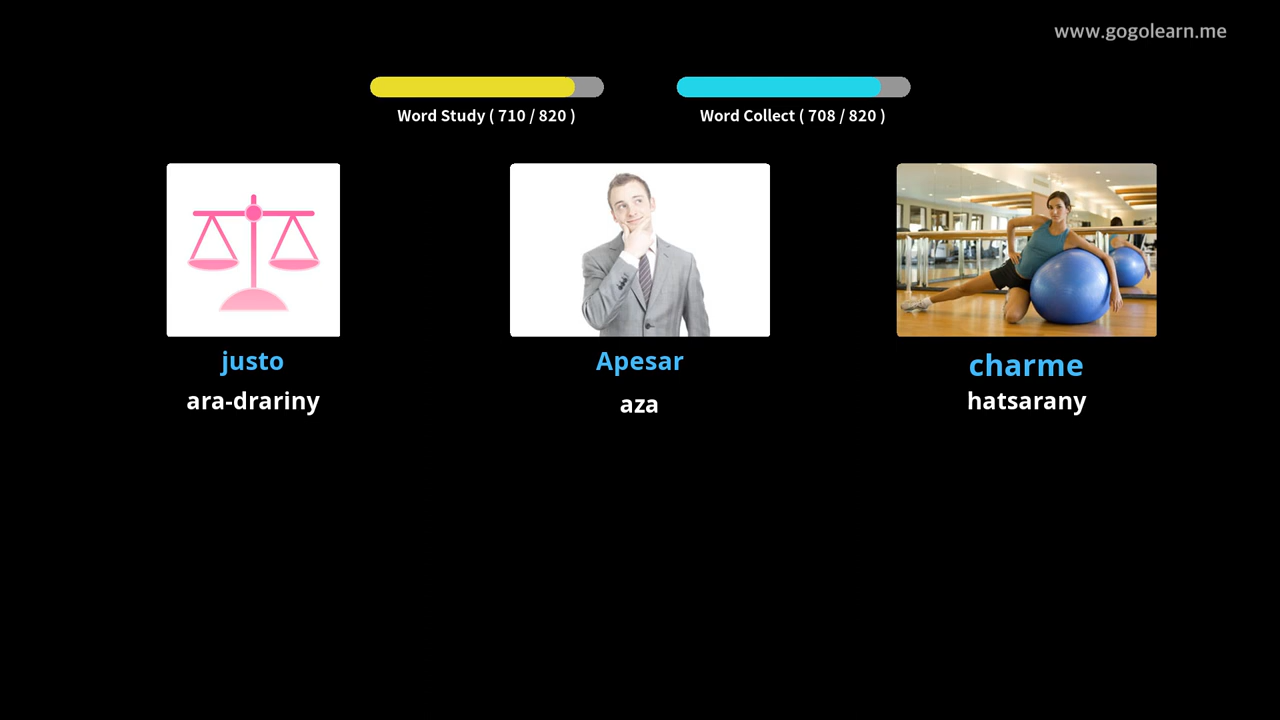 www.gogolearn.me
Word Study ( 710 / 820 )
Word Collect ( 708 / 820 )
justo
Apesar
charme
ara-drariny
aza
hatsarany